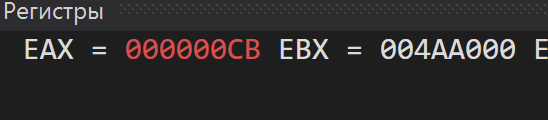 Регистры
EAX = 000000CB EBX = 004AA000 E